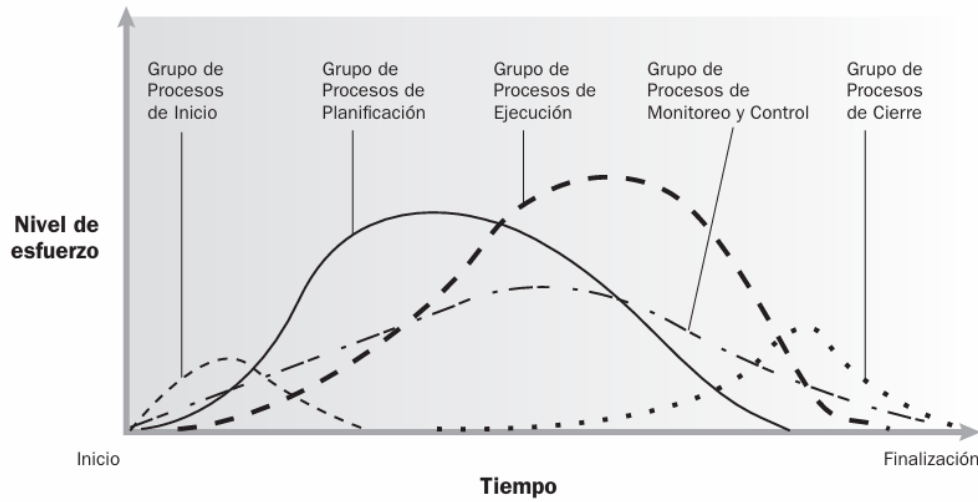 Grupo de
Procesos
de Inicio
Grupo de
Procesos de
Planificación
Grupo de
Procesos de
Ejecución
Grupo de
Procesos de
Monitoreo y Control
Grupo de
Procesos
de Cierre
Nivel de
esfuerzo
Inicio
Finalización
Tiempo